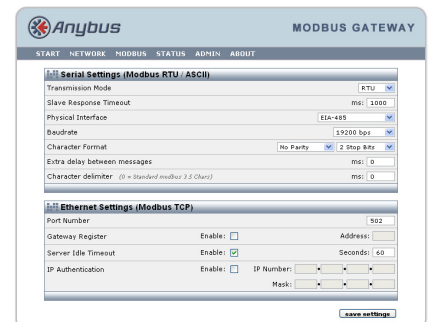 Anybus MODBUS GATEWAY
START NETWORK MODBUS STATUS ADMIN ABOUT
Serial Settings (Modbus RTU / ASCII)
Transmission Mode RTU
Slave Response Timeout ms: 1000
Physical Interface EIA-485
Baudrate 19200 bps
Character Format No Parity 2 Stop Bits
Extra delay between messages ms: 0
Character delimiter (0 = Standard modbus 3.5 Chars) ms: 0
Ethernet Settings (Modbus TCP)
Port Number 502
Gateway Register Enable: Address:
Server Idle Timeout Enable: Seconds: 60
IP Authentication Enable: IP Number:
Mask:
save settings